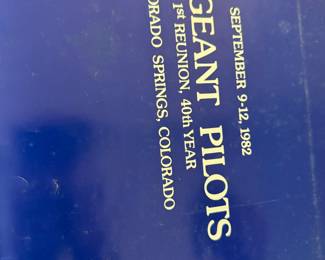 SEPTEMBER 9-12, 1982
GEANT PILOTS
1st REUNION, 40th YEAR
ORADO SPRINGS, COLORADO